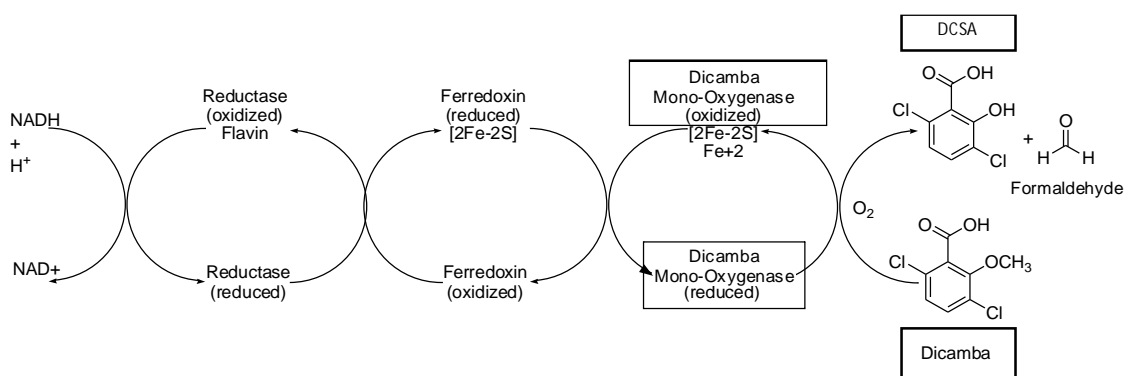 DCSA
O
OH
Cl
OH
Cl
+
O
H
H
Formaldehyde
NADH
+
H+
Reductase
(oxidized)
Flavin
Ferredoxin
(reduced)
[2Fe-2S]
Dicamba
Mono-Oxygenase
(oxidized)
[2Fe-2S]
Fe+2
O2
NAD+
Reductase
(reduced)
Ferredoxin
(oxidized)
Dicamba
Mono-Oxygenase
(reduced)
O
OH
Cl
OCH3
Cl
Dicamba